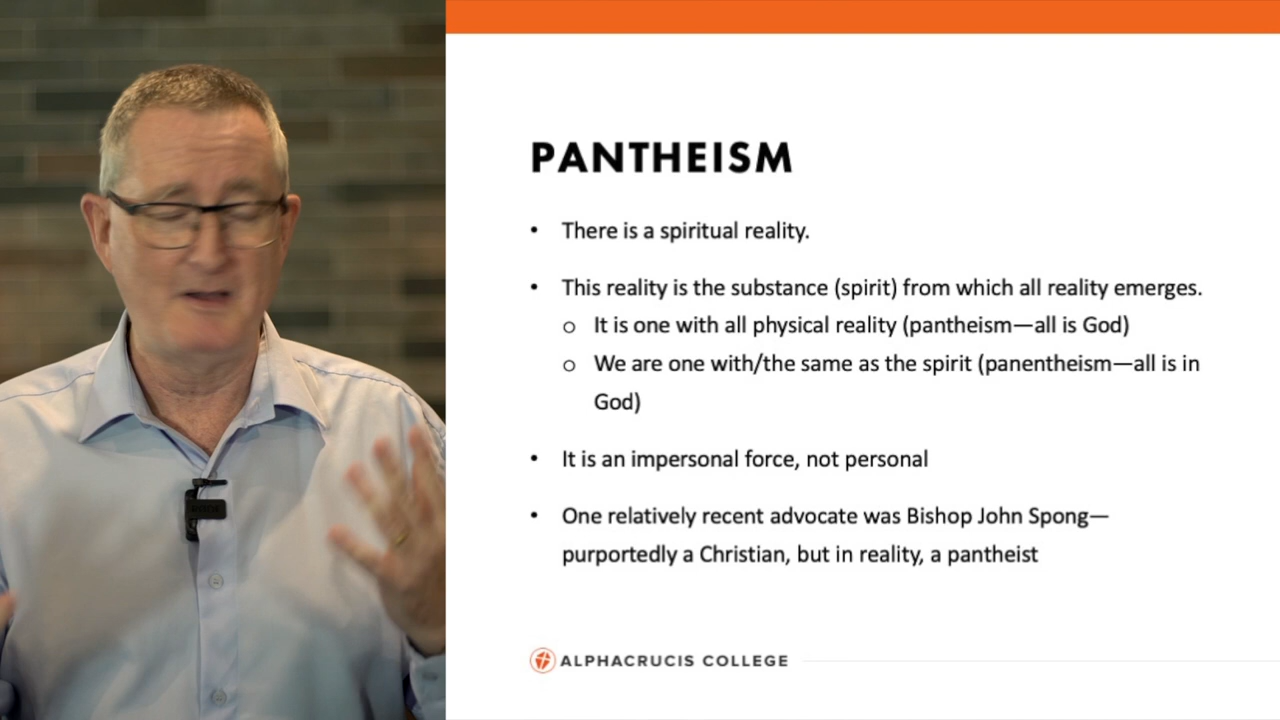 PANTHEISM
• There is a spiritual reality.
• This reality is the substance (spirit) from which all reality emerges.
o It is one with all physical reality (pantheism—all is God)
o We are one with/the same as the spirit (panentheism—all is in
God)
• It is an impersonal force, not personal
• One relatively recent advocate was Bishop John Spong—
purportedly a Christian, but in reality, a pantheist
ALPHACRUCIS COLLEGE